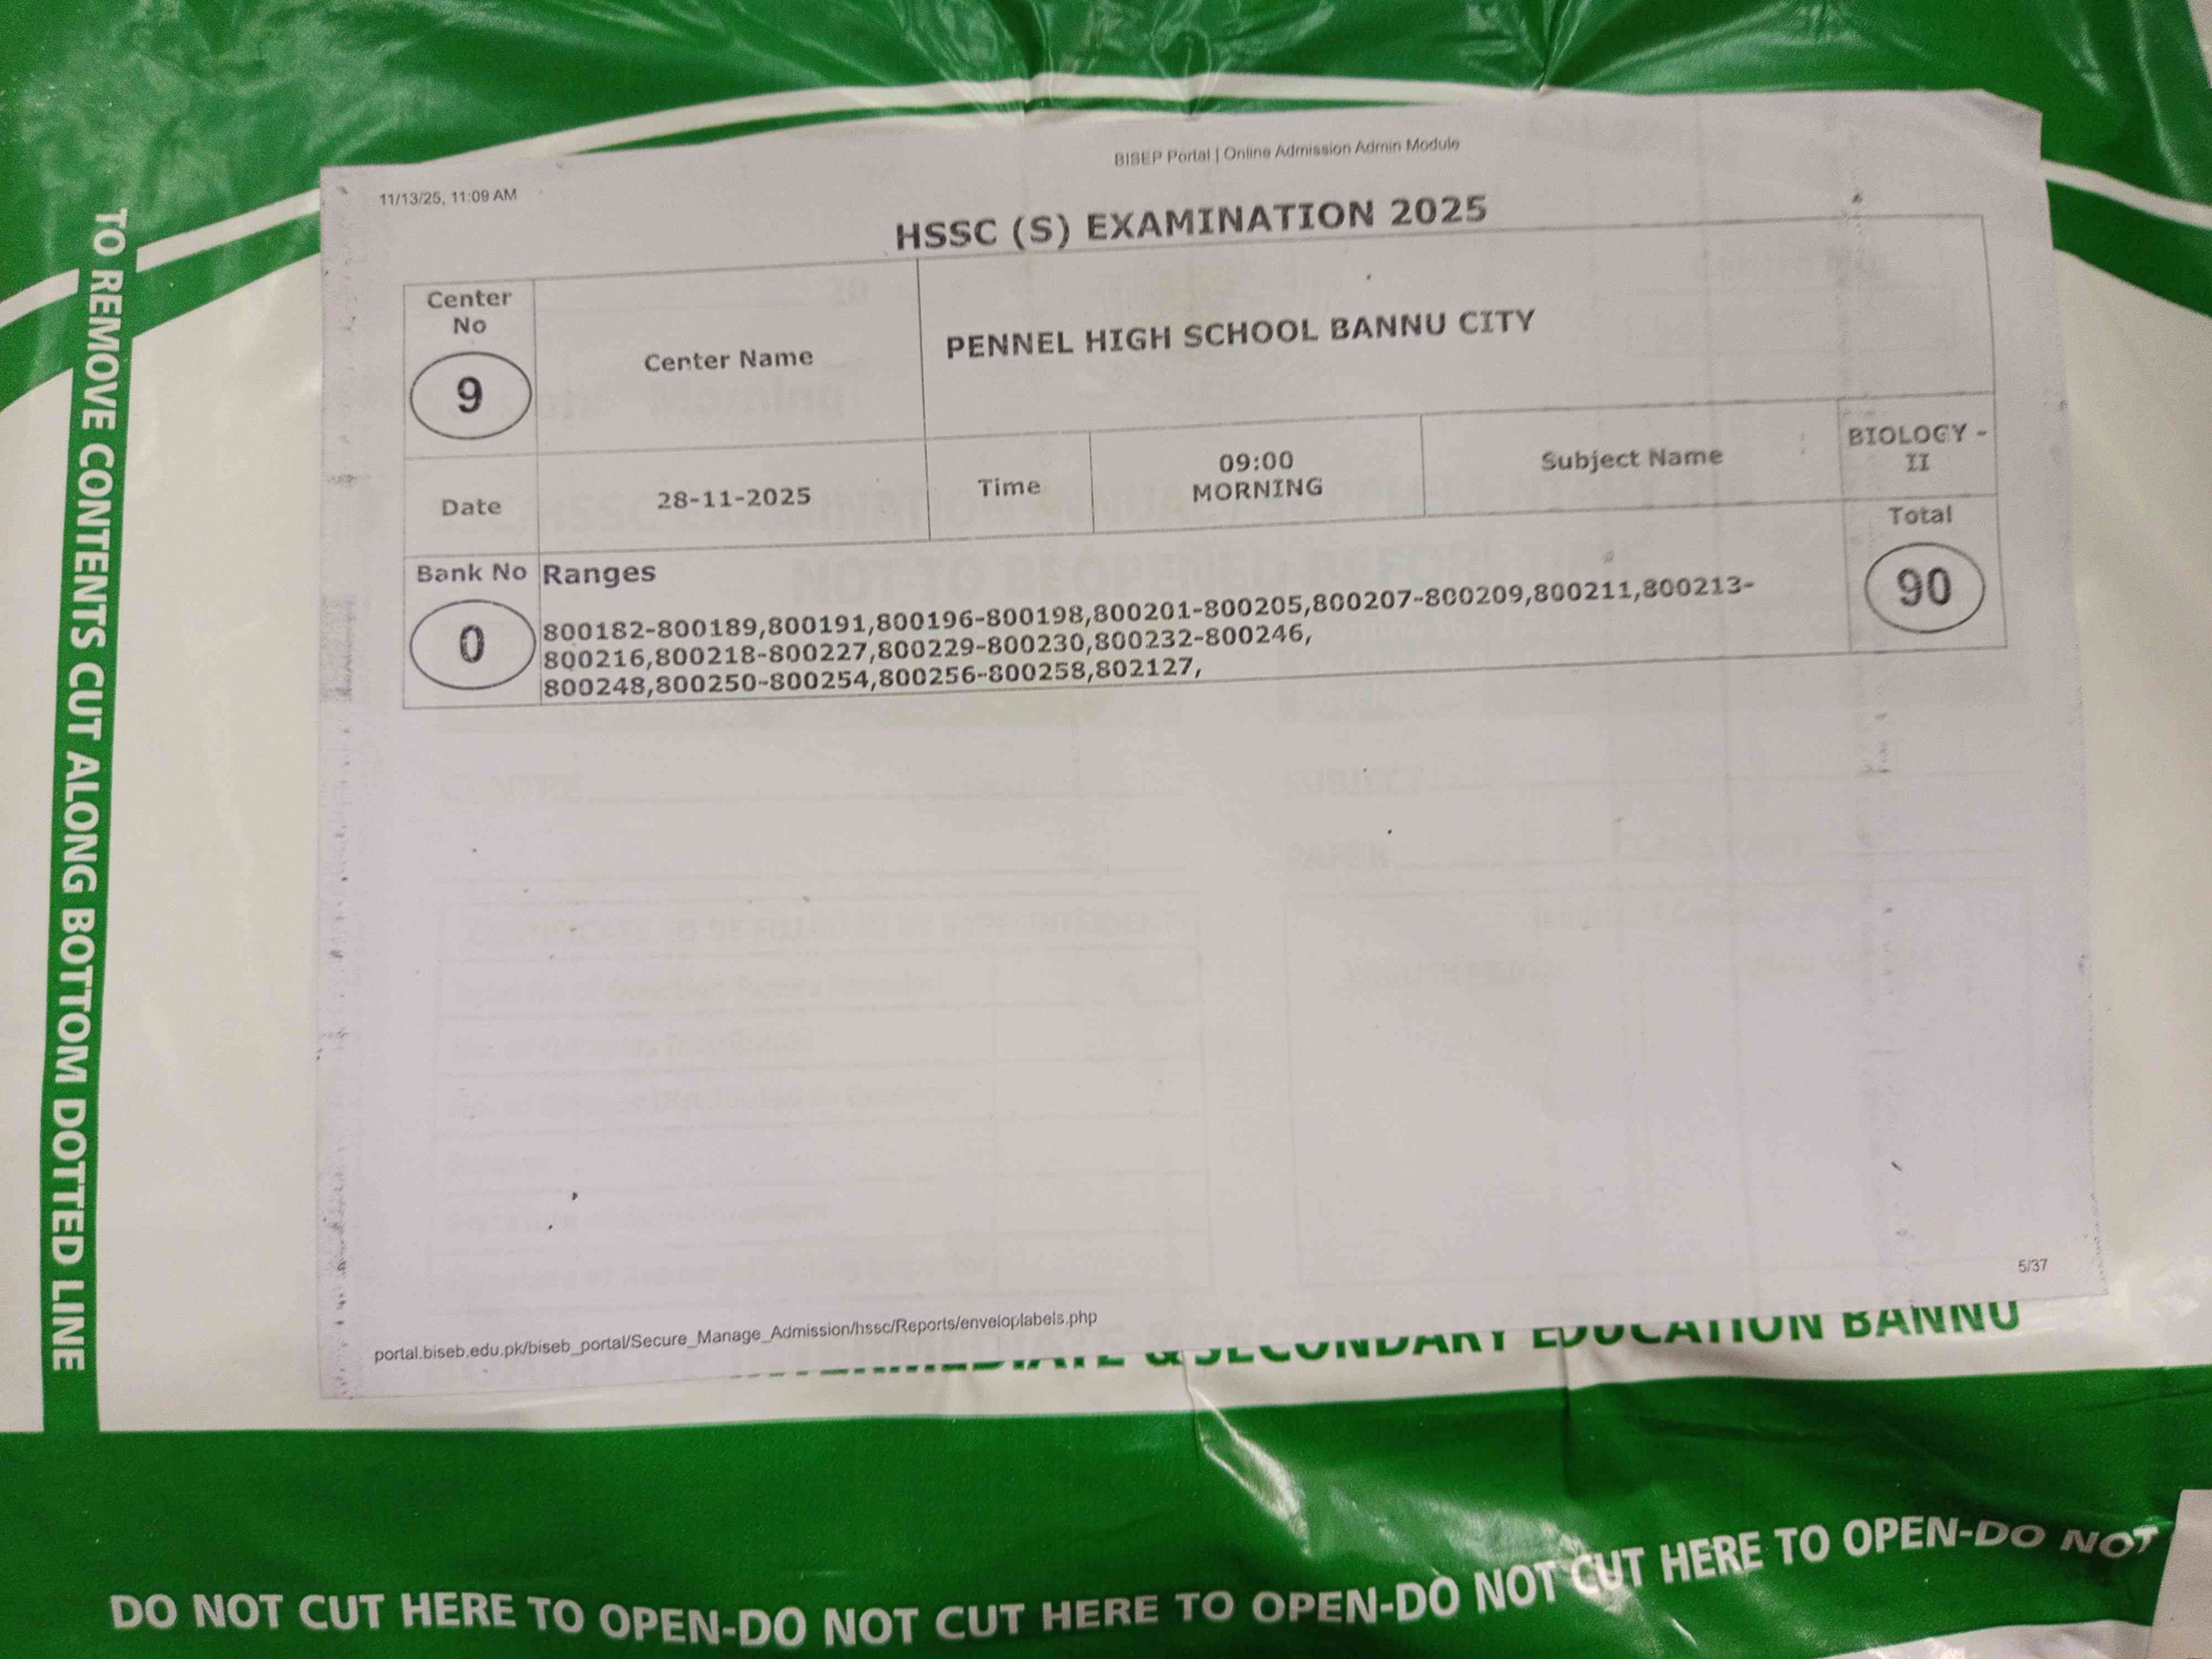 BISEP Portal | Online Admission Admin Module
11/13/25, 11:09 AM
HSSC (S) EXAMINATION 2025
Center No
9
Center Name
PENNEL HIGH SCHOOL BANNU CITY
Date
28-11-2025
Time
09:00
MORNING
Subject Name
BIOLOGY -
II
Bank No
0
Ranges
800182-800189,800191,800196-800198,800201-800205,800207-800209,800211,800213-
800216,800218-800227,800229-800230,800232-800246,
800248,800250-800254,800256-800258,802127,
Total
90
5/37
portal.biseb.edu.pk/biseb_portal/Secure_Manage_Admission/hssc/Reports/enveloplabels.php
& SECONDARY EDUCATION BANNU
TO REMOVE CONTENTS CUT ALONG BOTTOM DOTTED LINE
DO NOT CUT HERE TO OPEN-DO NOT CUT HERE TO OPEN-DO NOT CUT HERE TO OPEN-DO NOT